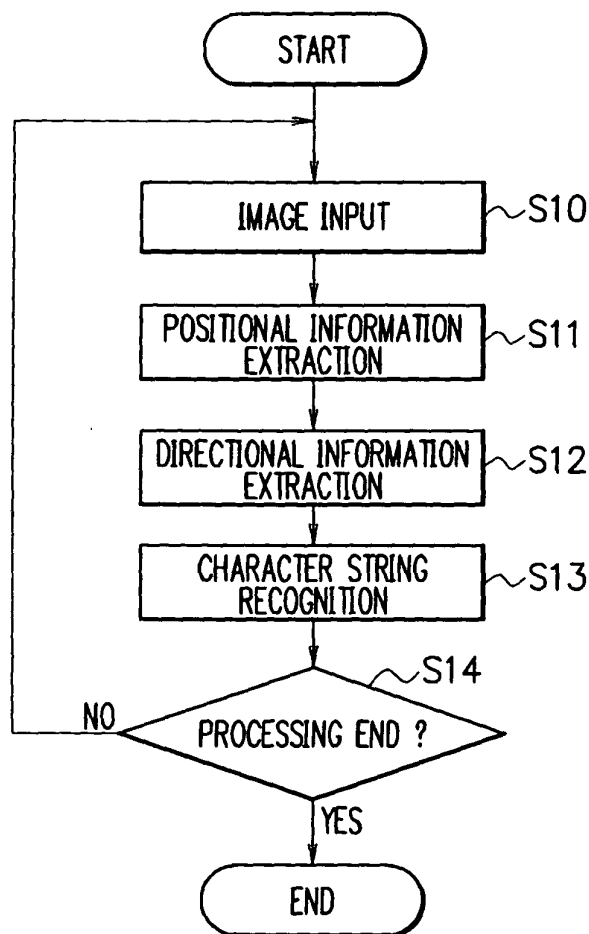 START
IMAGE INPUT
S10
POSITIONAL INFORMATION
EXTRACTION
S11
DIRECTIONAL INFORMATION
EXTRACTION
S12
CHARACTER STRING
RECOGNITION
S13
S14
NO
PROCESSING END ?
YES
END